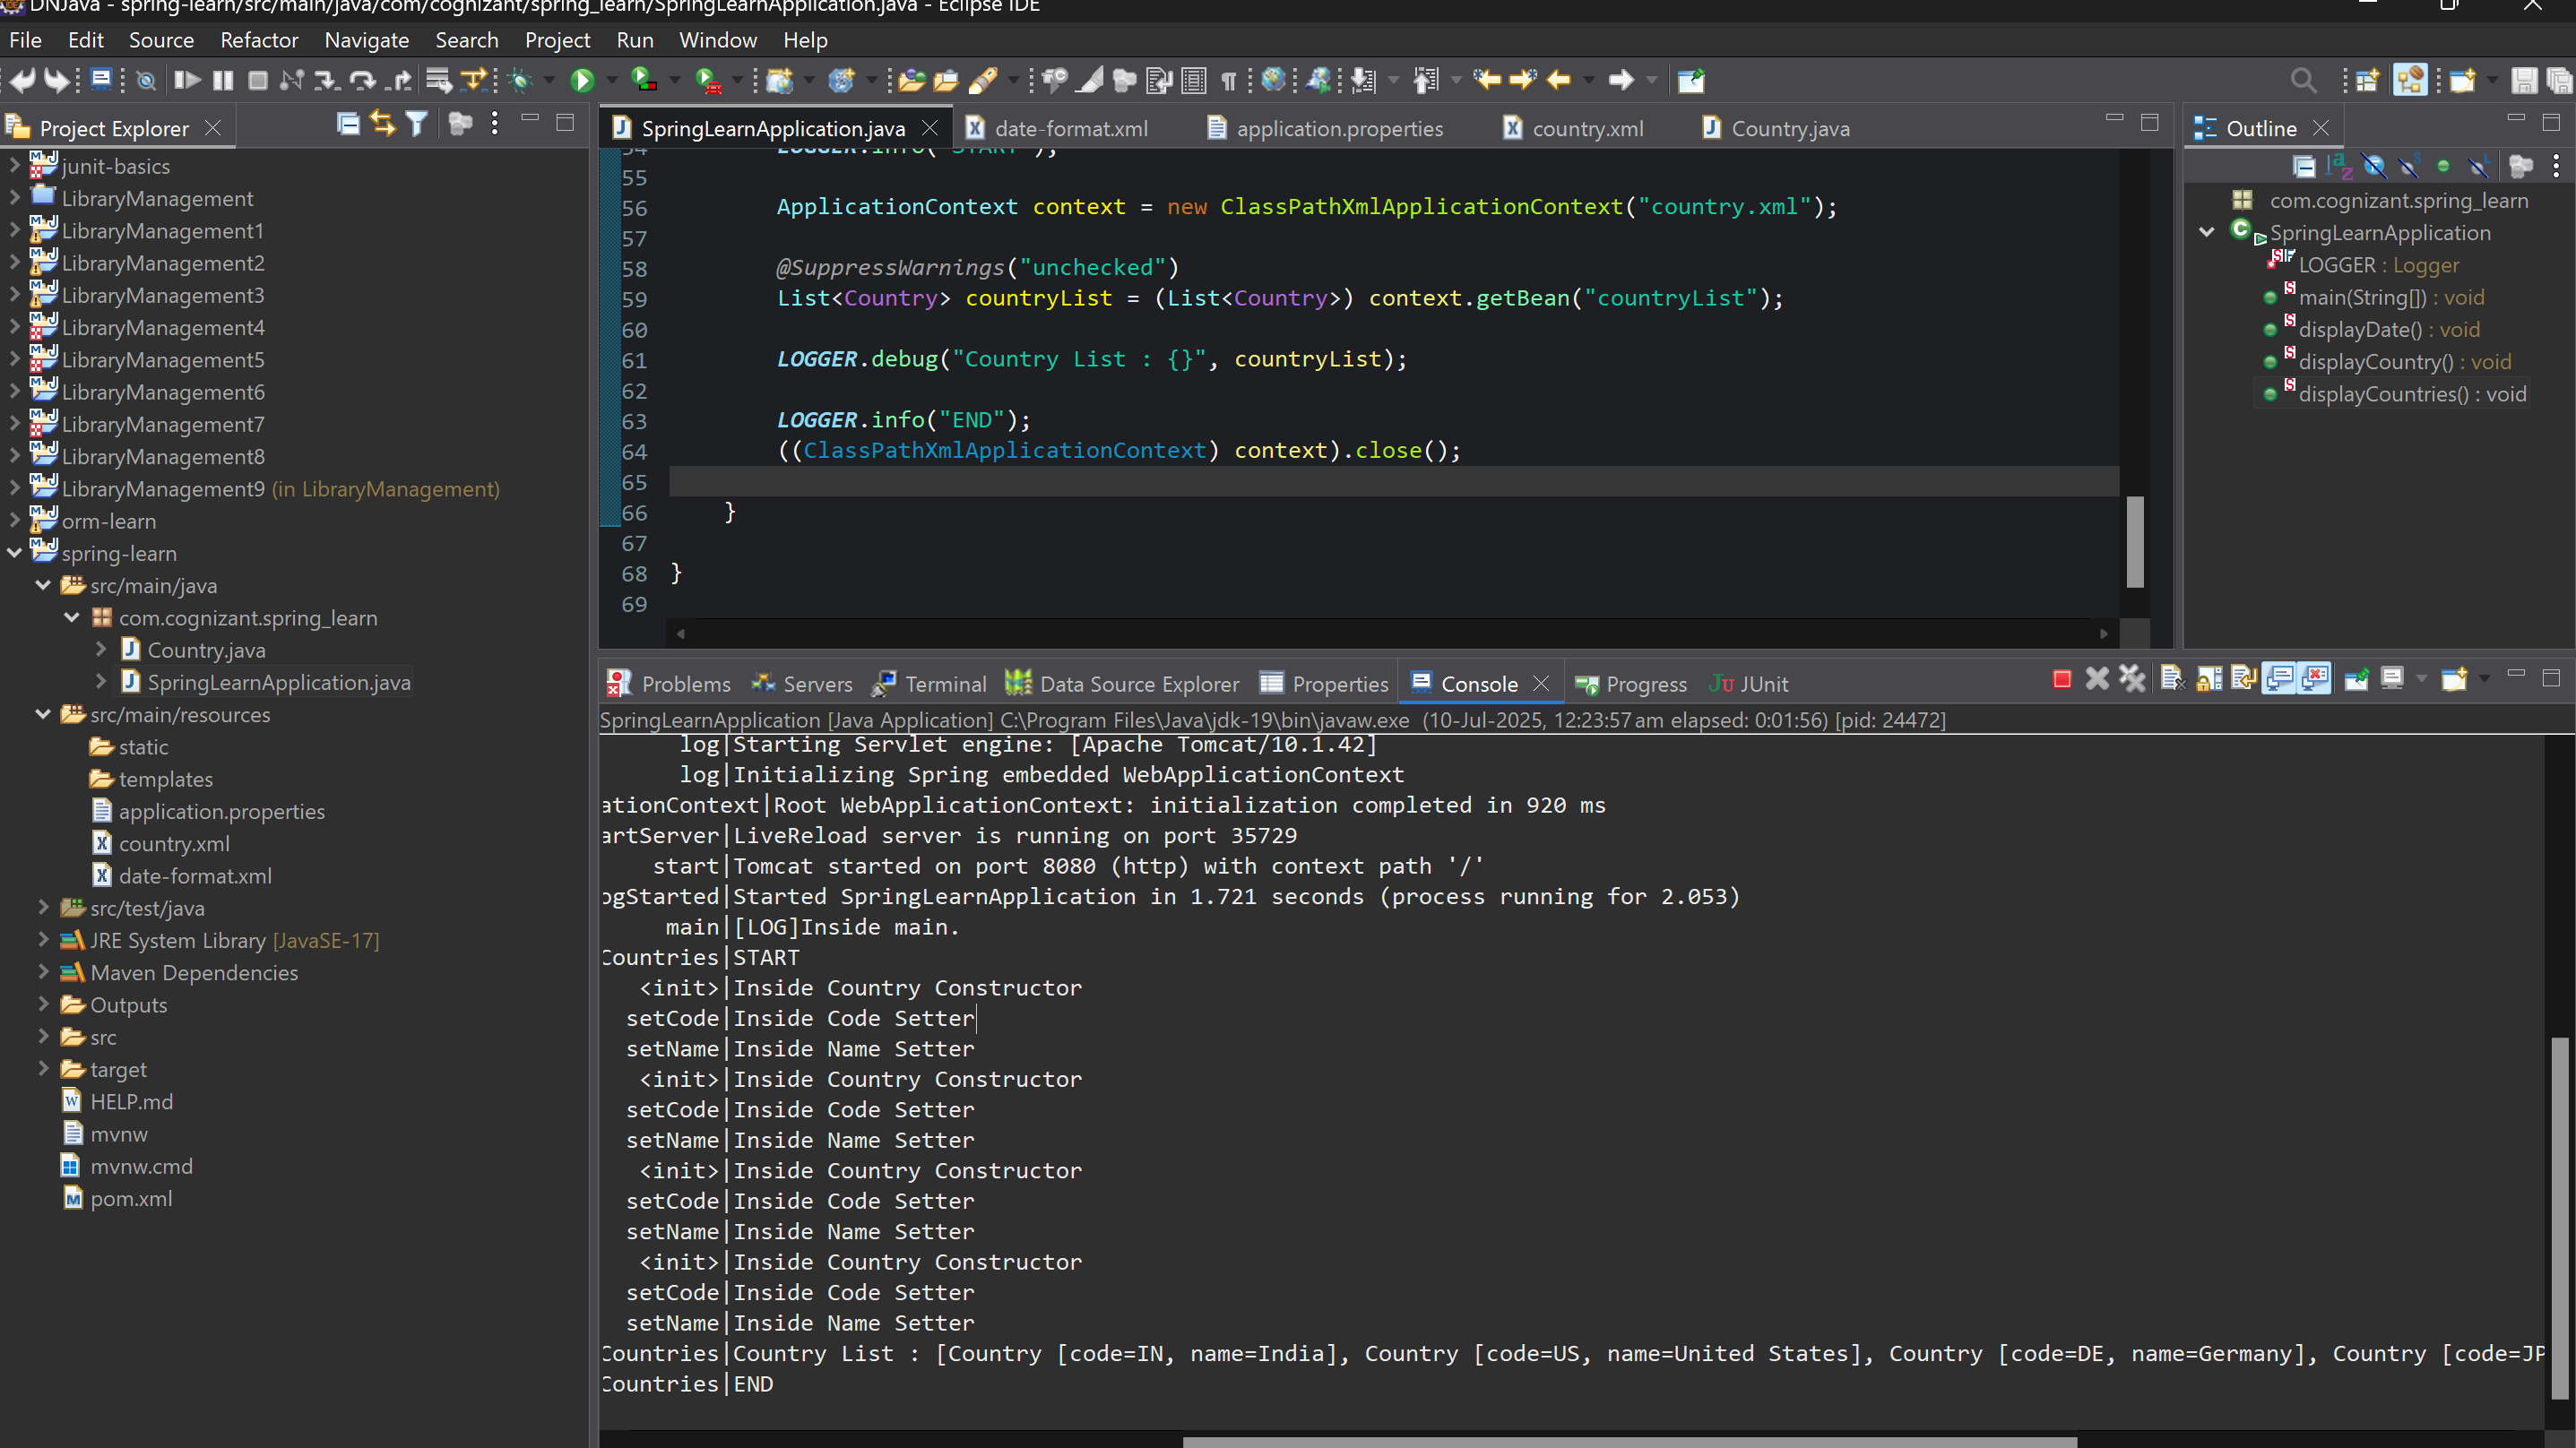 DNJava - spring-learn/src/main/java/com/cognizant/spring_learn/SpringLearnApplication.java - Eclipse IDE
File Edit Source Refactor Navigate Search Project Run Window Help
Project Explorer
junit-basics
LibraryManagement
LibraryManagement1
LibraryManagement2
LibraryManagement3
LibraryManagement4
LibraryManagement5
LibraryManagement6
LibraryManagement7
LibraryManagement8
LibraryManagement9 (in LibraryManagement)
orm-learn
spring-learn
src/main/java
com.cognizant.spring_learn
Country.java
SpringLearnApplication.java
src/main/resources
static
templates
application.properties
country.xml
date-format.xml
src/test/java
JRE System Library [JavaSE-17]
Maven Dependencies
Outputs
src
target
HELP.md
mvnw
mvnw.cmd
pom.xml
SpringLearnApplication.java date-format.xml application.properties country.xml Country.java
54 LOGGER.info("START");
55
56 ApplicationContext context = new ClassPathXmlApplicationContext("country.xml");
57
58 @SuppressWarnings("unchecked")
59 List<Country> countryList = (List<Country>) context.getBean("countryList");
60
61 LOGGER.debug("Country List : {}", countryList);
62
63 LOGGER.info("END");
64 ((ClassPathXmlApplicationContext) context).close();
65
66 }
67
68 }
69
Outline
com.cognizant.spring_learn
SpringLearnApplication
LOGGER : Logger
main(String[]) : void
displayDate() : void
displayCountry() : void
displayCountries() : void
Problems Servers Terminal Data Source Explorer Properties Console Progress JUnit
SpringLearnApplication [Java Application] C:\Program Files\Java\jdk-19\bin\javaw.exe (10-Jul-2025, 12:23:57 am elapsed: 0:01:56) [pid: 24472]
log|Starting Servlet engine: [Apache Tomcat/10.1.42]
log|Initializing Spring embedded WebApplicationContext
ationContext|Root WebApplicationContext: initialization completed in 920 ms
artServer|LiveReload server is running on port 35729
start|Tomcat started on port 8080 (http) with context path '/'
ogStarted|Started SpringLearnApplication in 1.721 seconds (process running for 2.053)
main|[LOG]Inside main.
Countries|START
<init>|Inside Country Constructor
setCode|Inside Code Setter
setName|Inside Name Setter
<init>|Inside Country Constructor
setCode|Inside Code Setter
setName|Inside Name Setter
<init>|Inside Country Constructor
setCode|Inside Code Setter
setName|Inside Name Setter
<init>|Inside Country Constructor
setCode|Inside Code Setter
setName|Inside Name Setter
Countries|Country List : [Country [code=IN, name=India], Country [code=US, name=United States], Country [code=DE, name=Germany], Country [code=JP
Countries|END